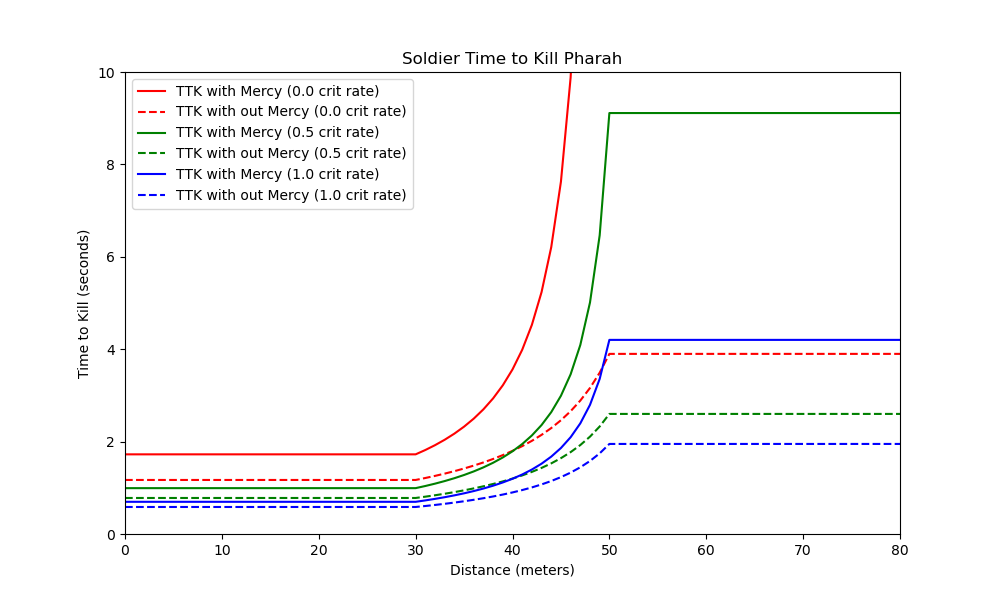 Soldier Time to Kill Pharah
10
8
6
4
2
0
Time to Kill (seconds)
TTK with Mercy (0.0 crit rate)
TTK with out Mercy (0.0 crit rate)
TTK with Mercy (0.5 crit rate)
TTK with out Mercy (0.5 crit rate)
TTK with Mercy (1.0 crit rate)
TTK with out Mercy (1.0 crit rate)
0 10 20 30 40 50 60 70 80
Distance (meters)